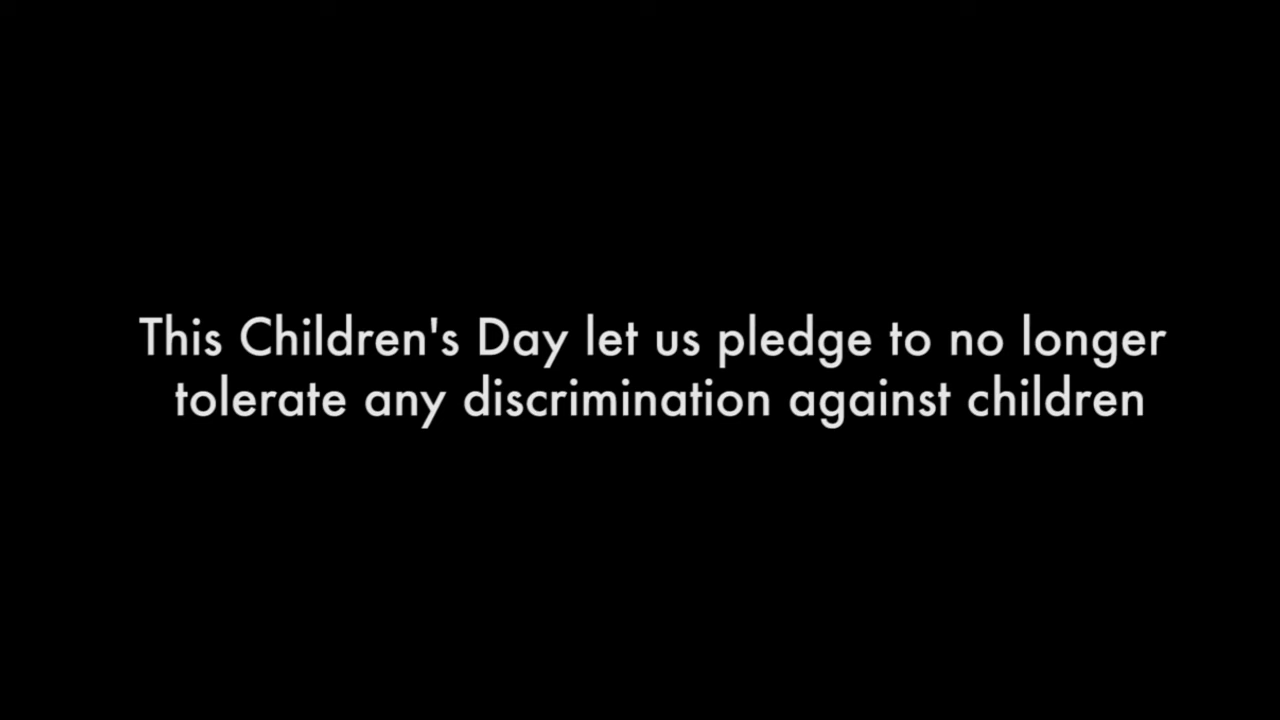 This Children's Day let us pledge to no longer
tolerate any discrimination against children